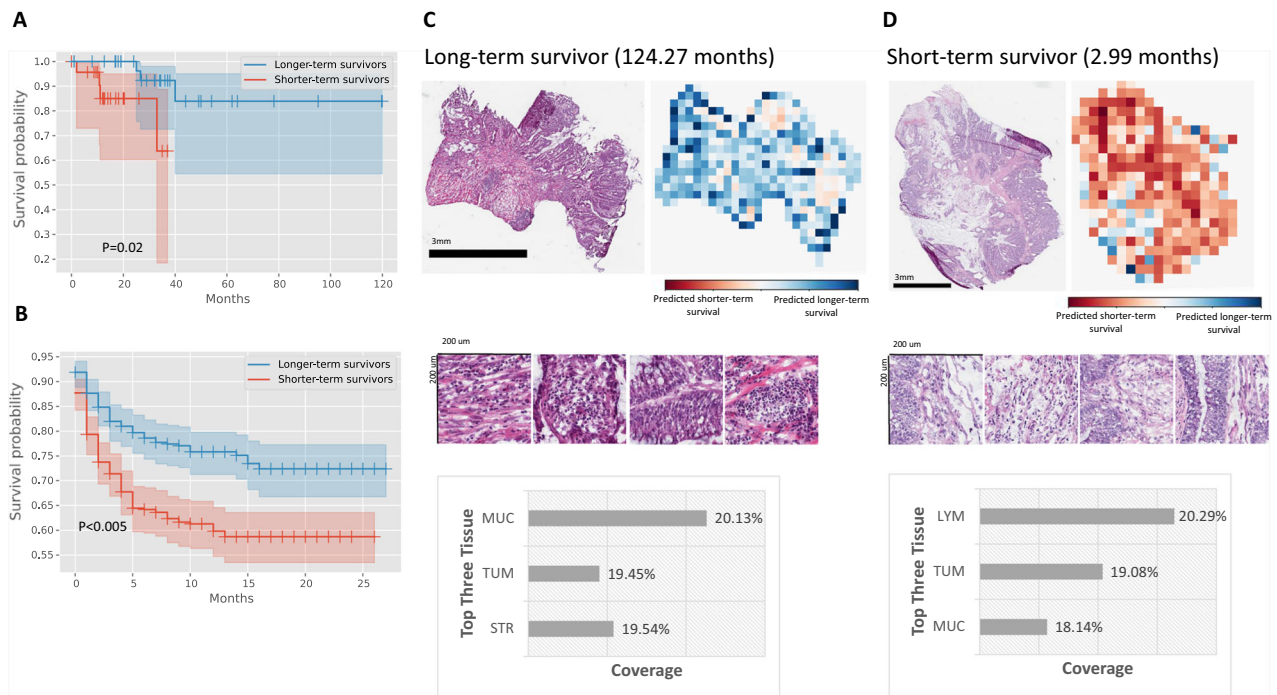 A
Survival probability
1.0
0.9
0.8
0.7
0.6
0.5
0.4
0.3
0.2
Longer-term survivors
Shorter-term survivors
P=0.02
0 20 40 60 80 100 120
Months
B
Survival probability
0.95
0.90
0.85
0.80
0.75
0.70
0.65
0.60
0.55
Longer-term survivors
Shorter-term survivors
P<0.005
0 5 10 15 20 25
Months
C
Long-term survivor (124.27 months)
3mm
Predicted shorter-term
survival
Predicted longer-term
survival
200 um
200 um
Top Three Tissue
MUC 20.13%
TUM 19.45%
STR 19.54%
Coverage
D
Short-term survivor (2.99 months)
3mm
Predicted shorter-term
survival
Predicted longer-term
survival
200 um
200 um
Top Three Tissue
LYM 20.29%
TUM 19.08%
MUC 18.14%
Coverage